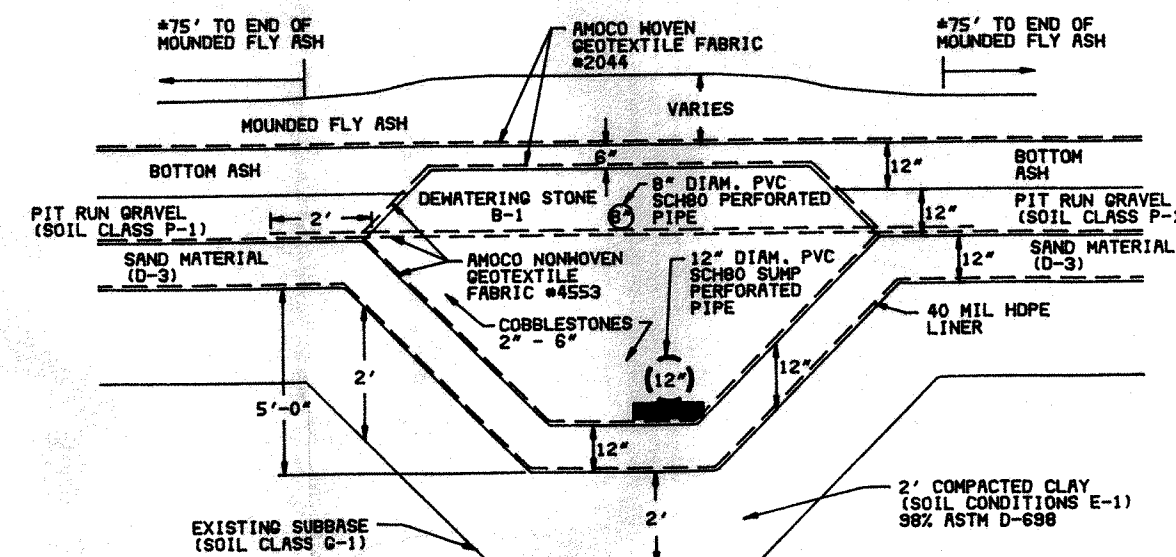 *75' TO END OF
MOUNDED FLY ASH
AMOCO WOVEN
GEOTEXTILE FABRIC
#2044
*75' TO END OF
MOUNDED FLY ASH
VARIES
MOUNDED FLY ASH
6"
12"
BOTTOM ASH
BOTTOM
ASH
DEWATERING STONE
B-1
8"
8" DIAM. PVC
SCH80 PERFORATED
PIPE
PIT RUN GRAVEL
(SOIL CLASS P-1)
2'
12"
PIT RUN GRAVEL
(SOIL CLASS P-
SAND MATERIAL
(D-3)
AMOCO NONWOVEN
GEOTEXTILE
FABRIC #4553
12" DIAM. PVC
SCH80 SUMP
PERFORATED
PIPE
12"
SAND MATERIAL
(D-3)
COBBLESTONES
2" - 6"
40 MIL HDPE
LINER
2'
(12")
12"
5'-0"
12"
2'
2' COMPACTED CLAY
(SOIL CONDITIONS E-1)
98% ASTM D-698
EXISTING SUBBASE
(SOIL CLASS G-1)